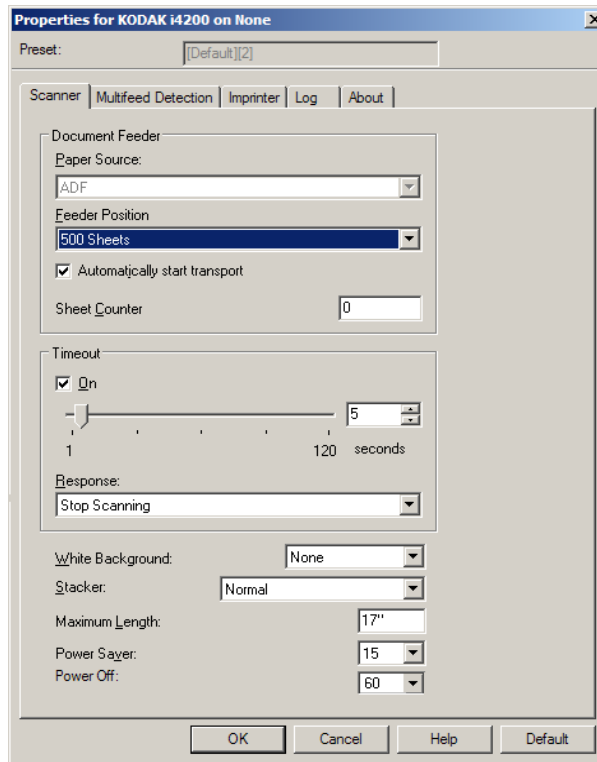 Properties for KODAK i4200 on None
Preset: [Default][2]
Scanner Multifeed Detection Imprinter Log About
Document Feeder
Paper Source:
ADF
Feeder Position
500 Sheets
Automatically start transport
Sheet Counter 0
Timeout
On
5
1 120 seconds
Response:
Stop Scanning
White Background: None
Stacker: Normal
Maximum Length: 17"
Power Saver: 15
Power Off: 60
OK Cancel Help Default